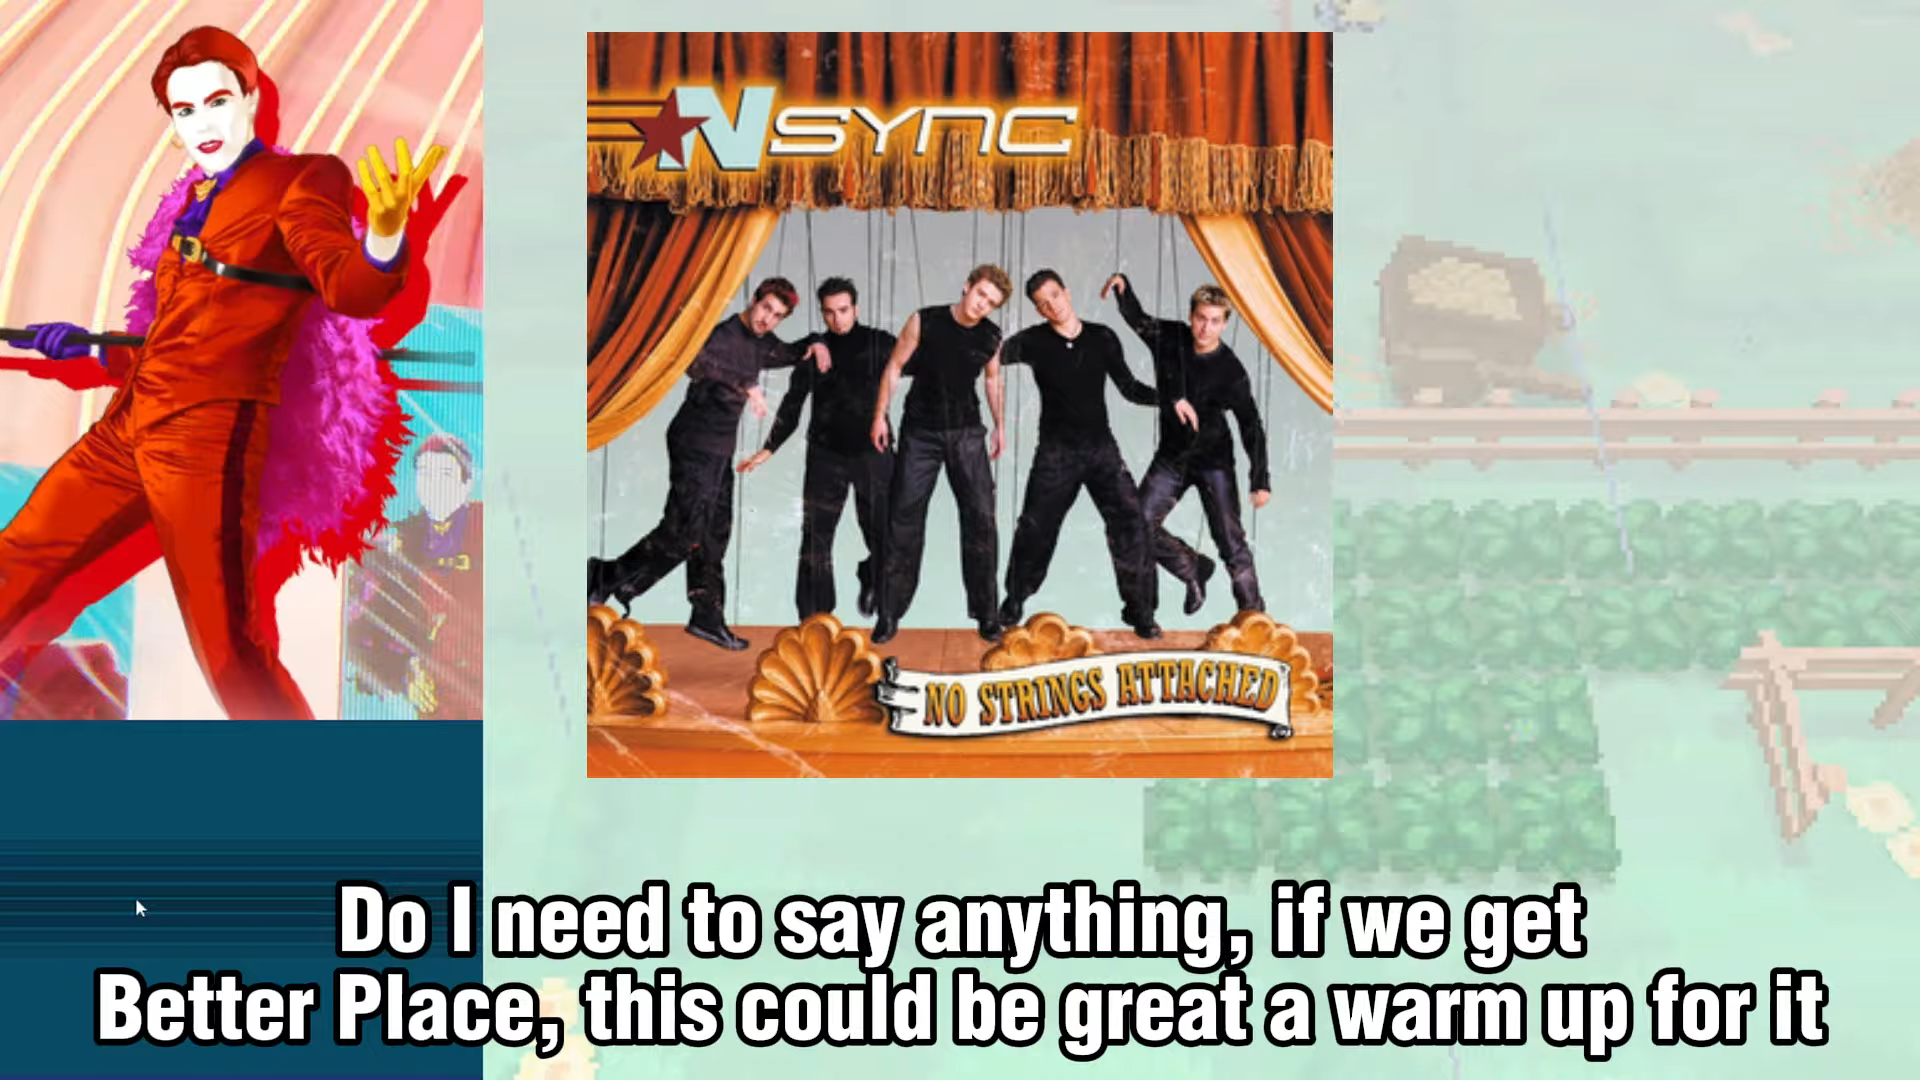 NSYNC
NO STRINGS ATTACHED
Do I need to say anything, if we get
Better Place, this could be great a warm up for it